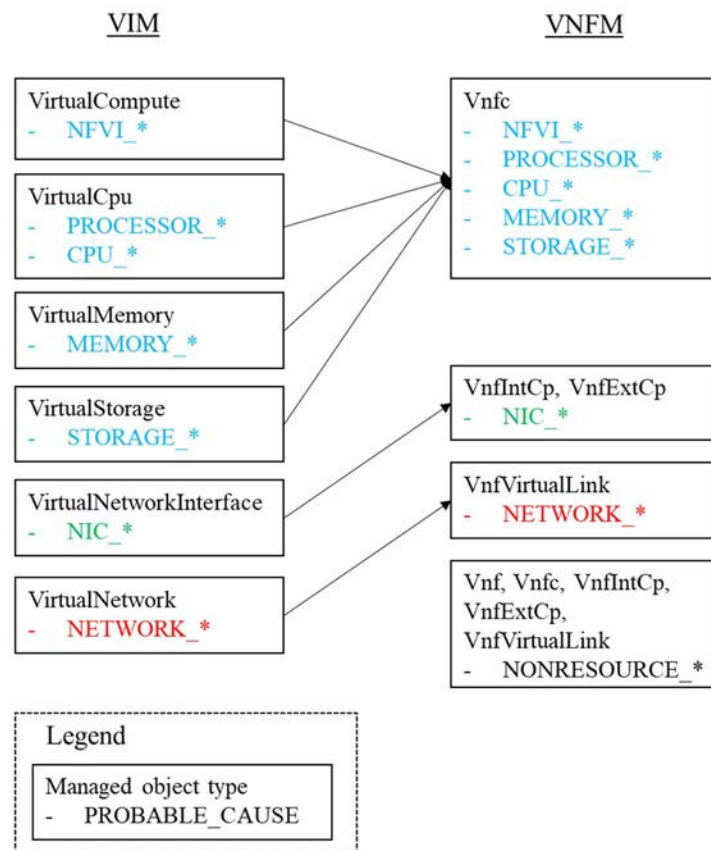 VIM
VirtualCompute
- NFVI_*
VirtualCpu
- PROCESSOR_*
- CPU_*
VirtualMemory
- MEMORY_*
VirtualStorage
- STORAGE_*
VirtualNetworkInterface
- NIC_*
VirtualNetwork
- NETWORK_*
VNFM
Vnfc
- NFVI_*
- PROCESSOR_*
- CPU_*
- MEMORY_*
- STORAGE_*
VnfIntCp, VnfExtCp
- NIC_*
VnfVirtualLink
- NETWORK_*
Vnf, Vnfc, VnfIntCp,
VnfExtCp,
VnfVirtualLink
- NONRESOURCE_*
Legend
Managed object type
- PROBABLE_CAUSE